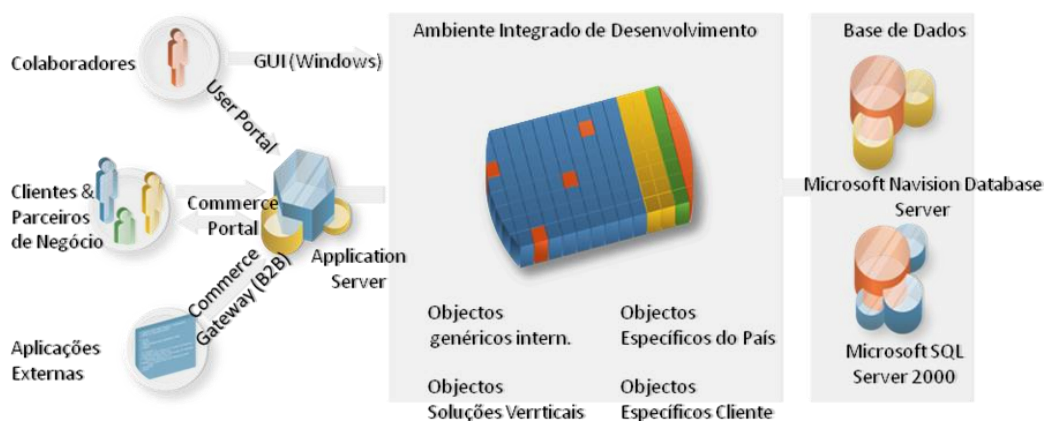 Colaboradores
GUI (Windows)
User Portal
Clientes &
Parceiros
de Negócio
Commerce
Portal
Application
Server
Commerce
Gateway (B2B)
Aplicações
Externas
Ambiente Integrado de Desenvolvimento
Objectos
genéricos intern.
Objectos
Específicos do País
Objectos
Soluções Verrticais
Objectos
Específicos Cliente
Base de Dados
Microsoft Navision Database
Server
Microsoft SQL
Server 2000